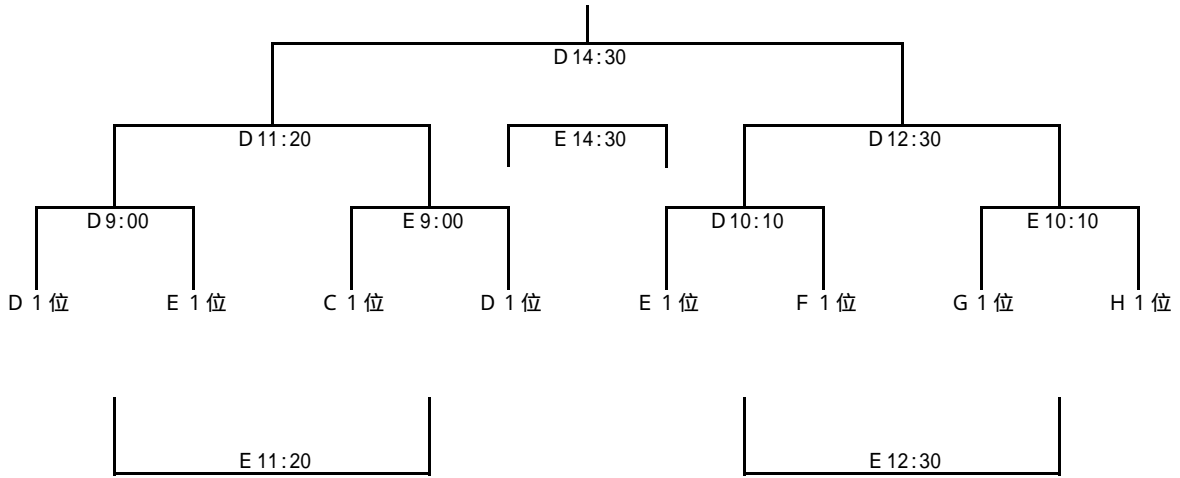 D 14:30
D 11:20
E 14:30
D 12:30
D 9:00
E 9:00
D 10:10
E 10:10
D 1 位
E 1 位
C 1 位
D 1 位
E 1 位
F 1 位
G 1 位
H 1 位
E 11:20
E 12:30